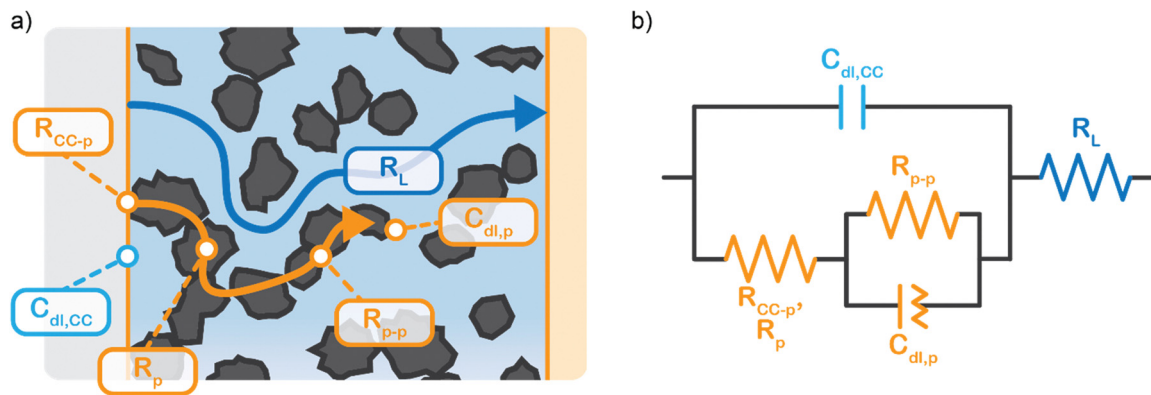 a)
R_CC-p
R_L
C_dl,p
C_dl,CC
R_p-p
R_p
b)
C_dl,CC
R_L
R_p-p
R_CC-p,
R_p
C_dl,p